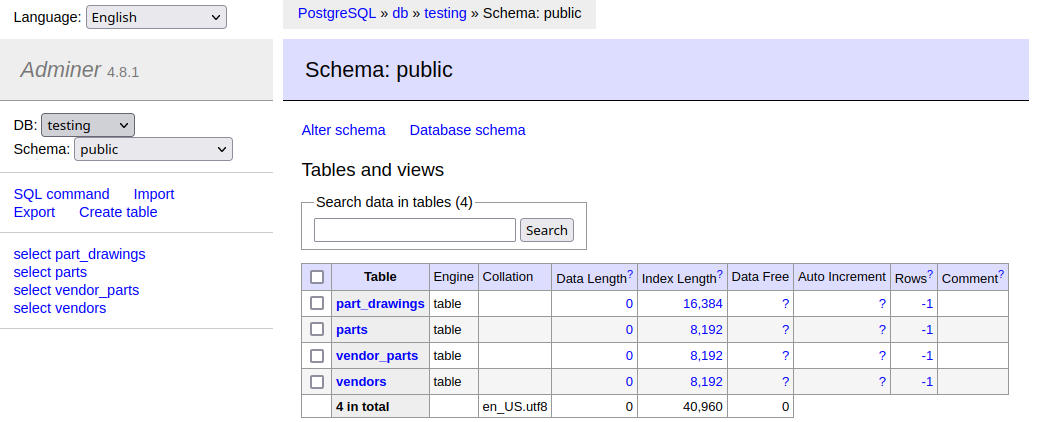 Language: English
PostgreSQL » db » testing » Schema: public
Adminer 4.8.1
Schema: public
DB: testing
Schema: public
SQL command Import
Export Create table
select part_drawings
select parts
select vendor_parts
select vendors
Alter schema Database schema
Tables and views
Search data in tables (4)
Search
Table Engine Collation Data Length? Index Length? Data Free Auto Increment Rows? Comment?
part_drawings table 0 16,384 ? ? -1
parts table 0 8,192 ? ? -1
vendor_parts table 0 8,192 ? ? -1
vendors table 0 8,192 ? ? -1
4 in total en_US.utf8 0 40,960 0